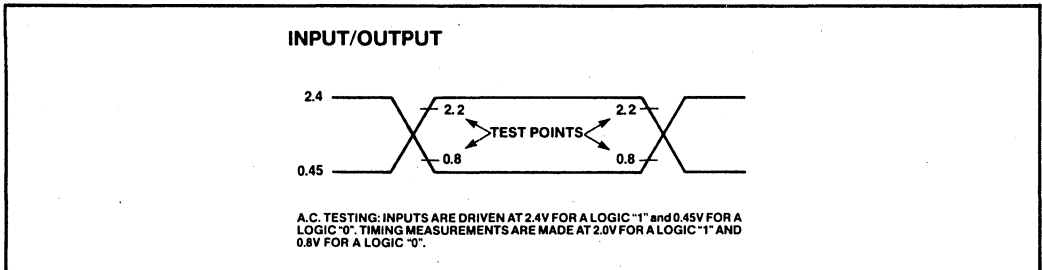 INPUT/OUTPUT
2.4
2.2
2.2
TEST POINTS
0.8
0.8
0.45
A.C. TESTING: INPUTS ARE DRIVEN AT 2.4V FOR A LOGIC "1" and 0.45V FOR A
LOGIC "0". TIMING MEASUREMENTS ARE MADE AT 2.0V FOR A LOGIC "1" AND
0.8V FOR A LOGIC "0".